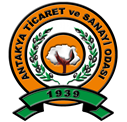 ANTAKYA TİCARET ve SANAYİ ODASI
1939